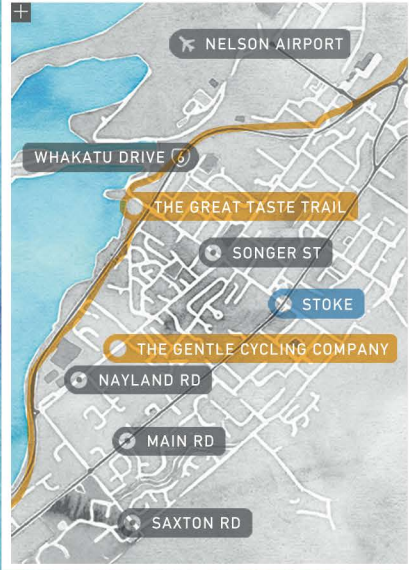 NELSON AIRPORT
WHAKATU DRIVE 6
THE GREAT TASTE TRAIL
SONGER ST
STOKE
THE GENTLE CYCLING COMPANY
NAYLAND RD
MAIN RD
SAXTON RD